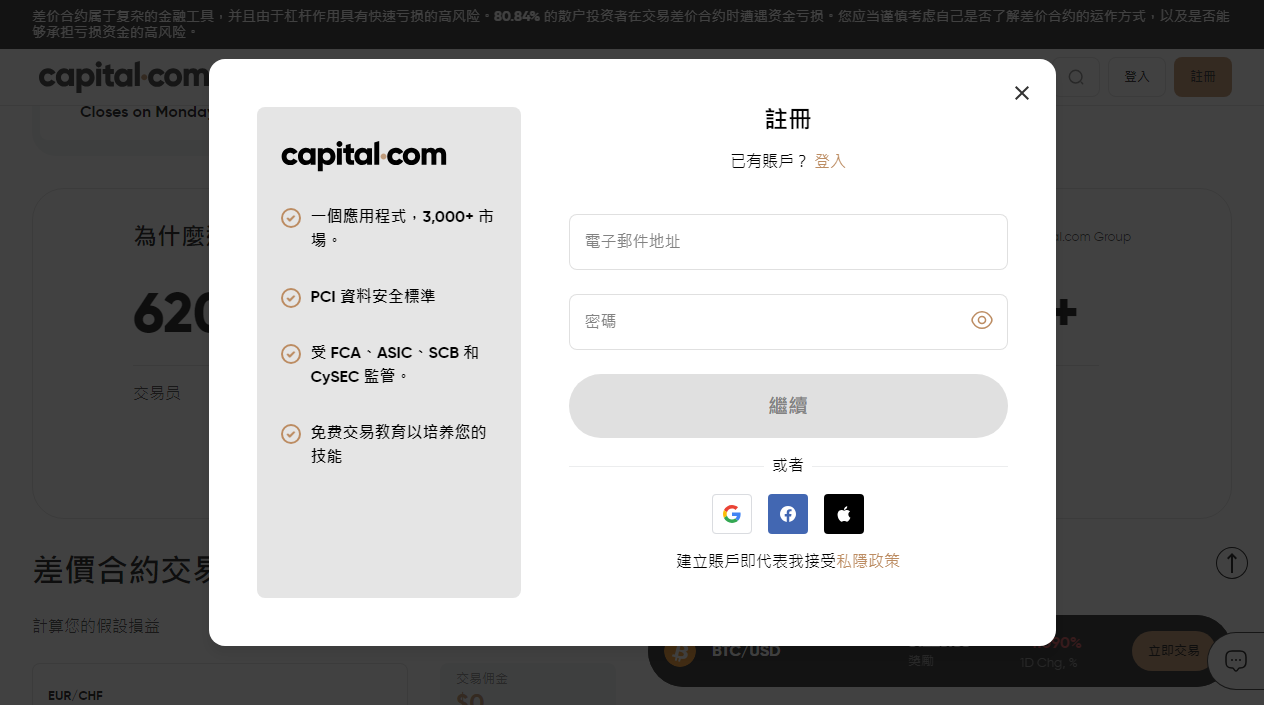 差价合约属于复杂的金融工具，并且由于杠杆作用具有快速亏损的高风险。80.84% 的散户投资者在交易差价合约时遭遇资金亏损。您应当谨慎考虑自己是否了解差价合约的运作方式，以及是否能
够承担亏损资金的高风险。
capital.com
登入
註冊
Closes on Monday
註冊
已有賬戶？ 登入
capital.com
一個應用程式，3,000+ 市
場。
電子郵件地址
為什麼
al.com Group
PCI 資料安全標準
密碼
620
+
受 FCA、ASIC、SCB 和
CySEC 監管。
交易员
繼續
免费交易教育以培养您的
技能
或者
建立賬戶即代表我接受私隱政策
差價合約交易
計算您的假設損益
BTC/USD
90%
立即交易
1D Chg, %
交易佣金
EUR/CHF
$0